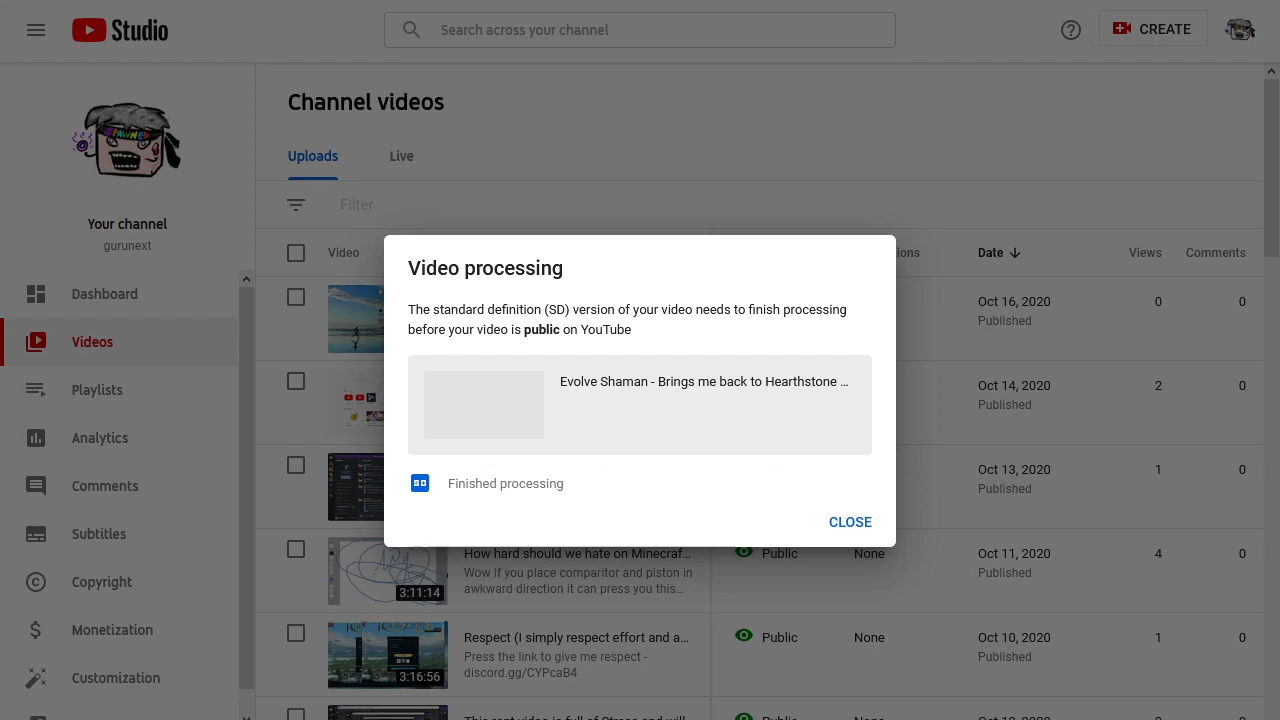 Studio
Search across your channel
CREATE
SPAWNED
Your channel
gurunext
Dashboard
Videos
Playlists
Analytics
Comments
Subtitles
Copyright
Monetization
Customization
Channel videos
Uploads
Live
Filter
Video
Date
Views
Comments
Oct 16, 2020
Published
0
0
Oct 14, 2020
Published
2
0
Oct 13, 2020
Published
1
0
3:11:14
How hard should we hate on Minecraf...
Wow if you place comparitor and piston in
awkward direction it can press you this...
Public
None
Oct 11, 2020
Published
4
0
3:16:56
Respect (I simply respect effort and a...
Press the link to give me respect -
discord.gg/CYPcaB4
Public
None
Oct 10, 2020
Published
1
0
Video processing
The standard definition (SD) version of your video needs to finish processing
before your video is public on YouTube
Evolve Shaman - Brings me back to Hearthstone ...
SD
Finished processing
CLOSE